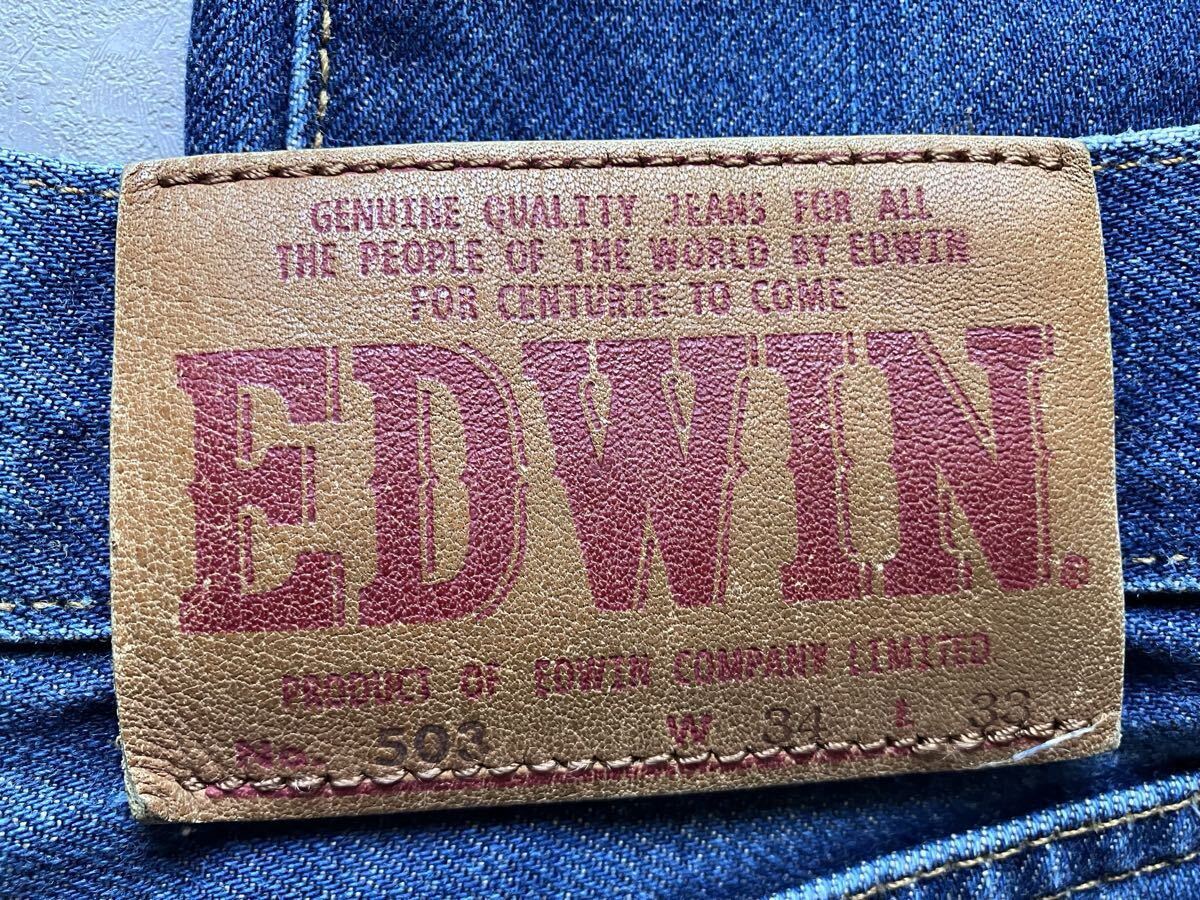 GENUINE QUALITY JEANS FOR ALL
THE PEOPLE OF THE WORLD BY EDWIN
FOR CENTURIE TO COME
EDWIN®
PRODUCT OF EDWIN COMPANY LIMITED
No. 503 W 34 L 33